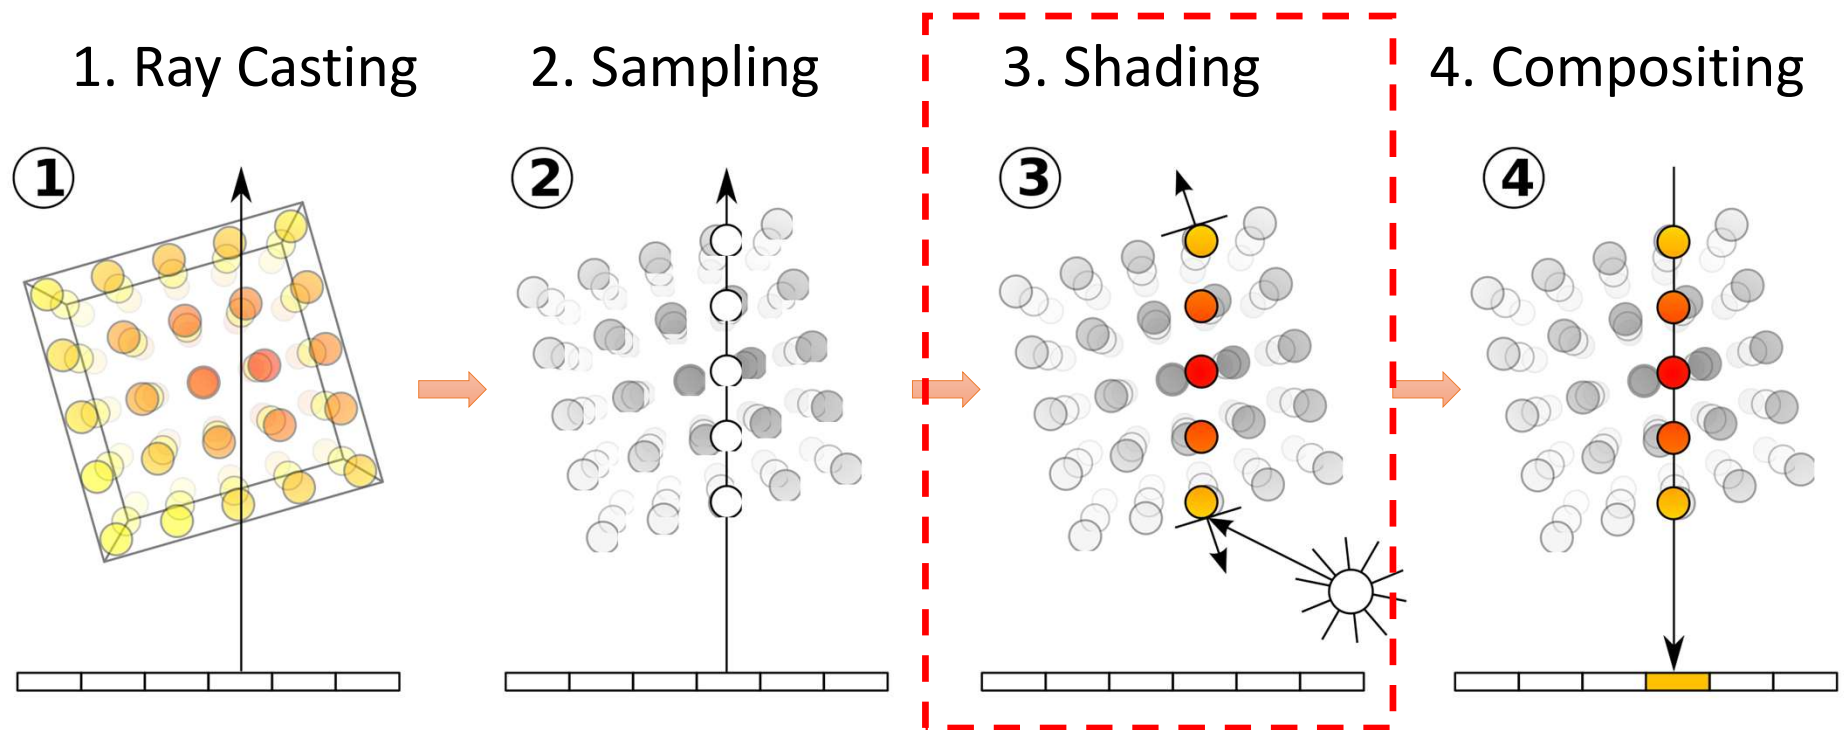 1. Ray Casting
2. Sampling
3. Shading
4. Compositing
1
2
3
4